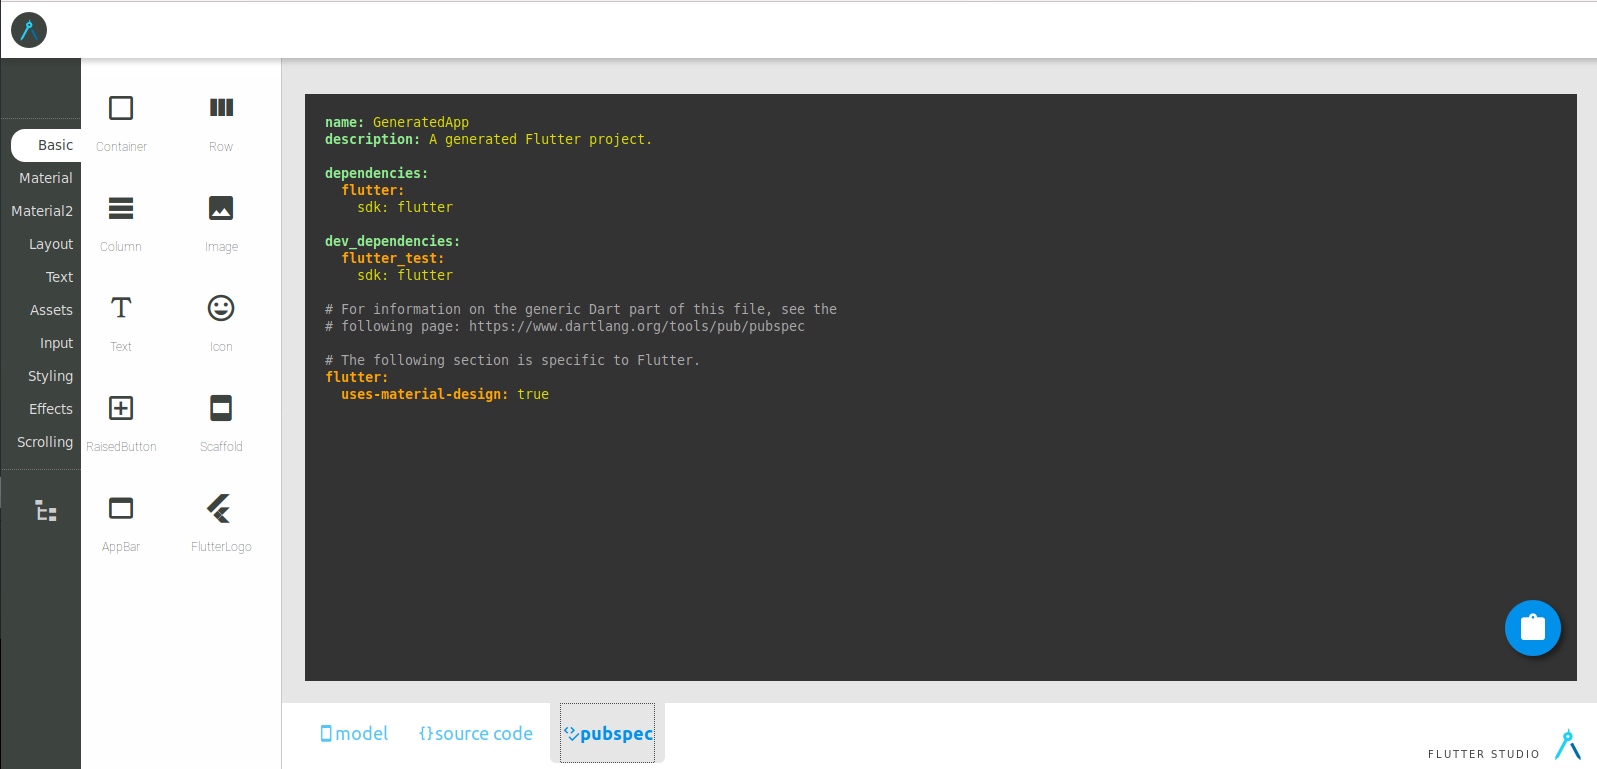 Basic
Material
Material2
Layout
Text
Assets
Input
Styling
Effects
Scrolling
Container
Row
Column
Image
Text
Icon
RaisedButton
Scaffold
AppBar
FlutterLogo
name: GeneratedApp
description: A generated Flutter project.
dependencies:
flutter:
sdk: flutter
dev_dependencies:
flutter_test:
sdk: flutter
# For information on the generic Dart part of this file, see the
# following page: https://www.dartlang.org/tools/pub/pubspec
# The following section is specific to Flutter.
flutter:
uses-material-design: true
model
{}source code
pubspec
FLUTTER STUDIO